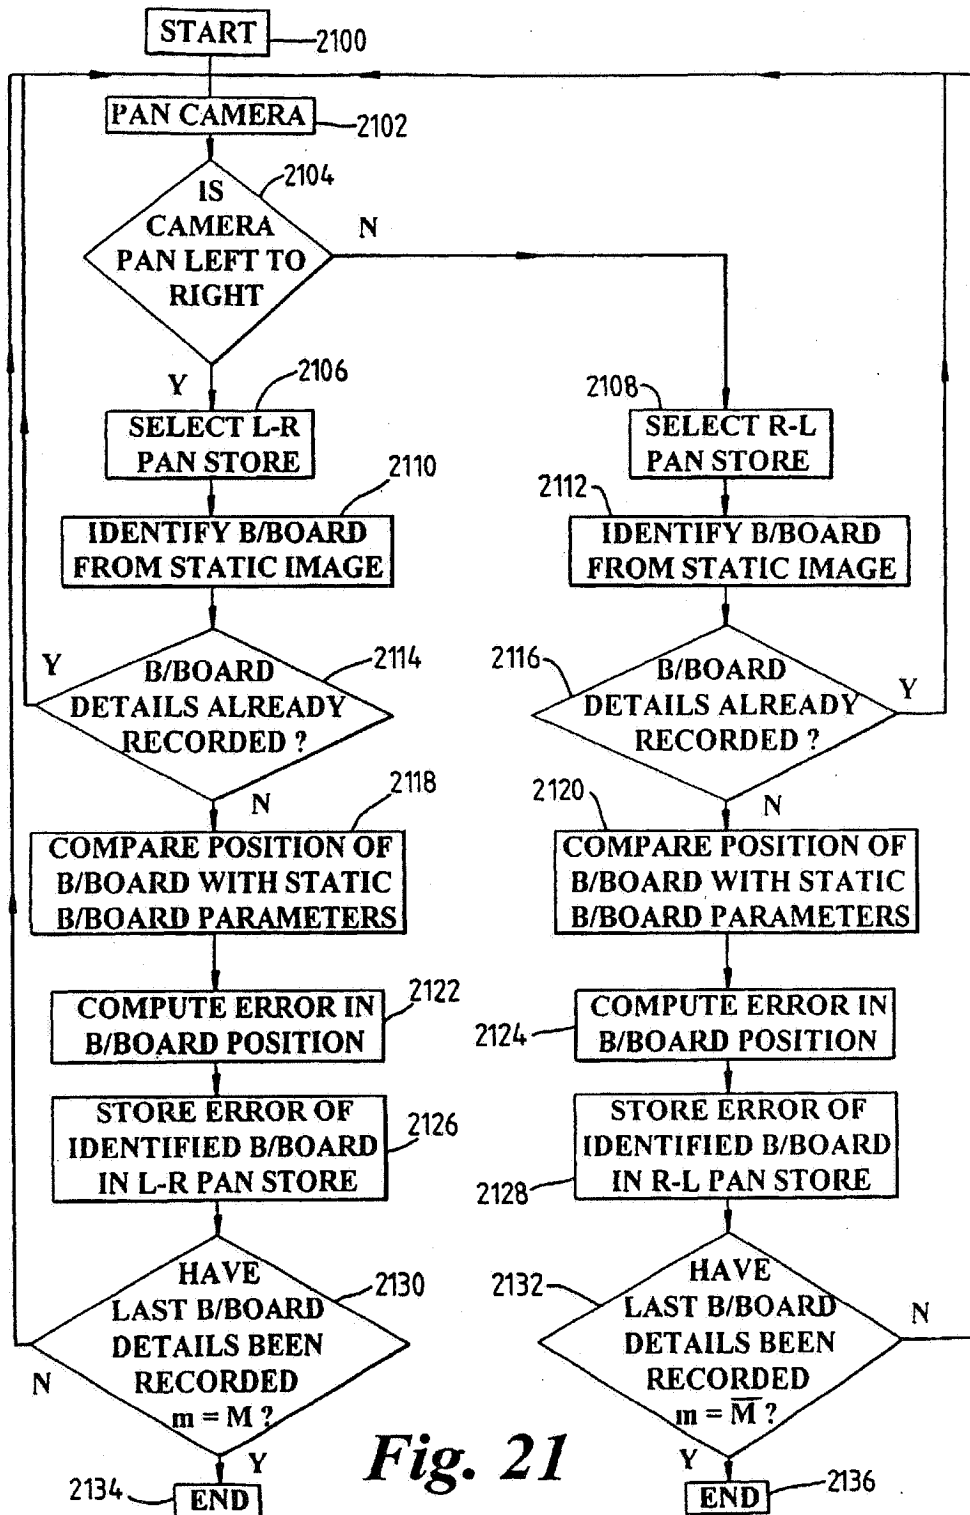 START
2100
PAN CAMERA
2102
IS
CAMERA
PAN LEFT TO
RIGHT
2104
N
Y
2106
SELECT L-R
PAN STORE
2108
SELECT R-L
PAN STORE
2110
IDENTIFY B/BOARD
FROM STATIC IMAGE
2112
IDENTIFY B/BOARD
FROM STATIC IMAGE
Y
B/BOARD
DETAILS ALREADY
RECORDED ?
2114
N
2116
B/BOARD
DETAILS ALREADY
RECORDED ?
Y
N
2118
COMPARE POSITION OF
B/BOARD WITH STATIC
B/BOARD PARAMETERS
2120
COMPARE POSITION OF
B/BOARD WITH STATIC
B/BOARD PARAMETERS
COMPUTE ERROR IN
B/BOARD POSITION
2122
2124
COMPUTE ERROR IN
B/BOARD POSITION
STORE ERROR OF
IDENTIFIED B/BOARD
IN L-R PAN STORE
2126
STORE ERROR OF
IDENTIFIED B/BOARD
IN R-L PAN STORE
2128
HAVE
LAST B/BOARD
DETAILS BEEN
RECORDED
m = M ?
2130
N
Y
2132
HAVE
LAST B/BOARD
DETAILS BEEN
RECORDED
m = M̅ ?
N
Y
2134
END
Fig. 21
END
2136